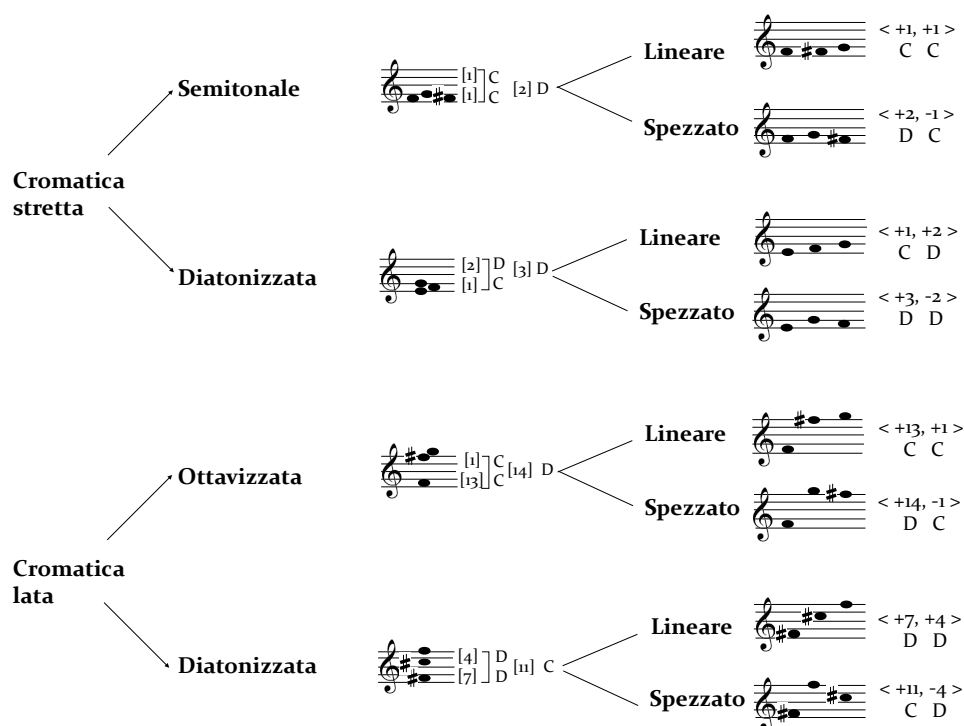 Lineare
< +1, +1 >
C C
Semitonale
[1] C
[1] C
[2] D
Spezzato
< +2, -1 >
D C
Cromatica
stretta
Lineare
< +1, +2 >
C D
Diatonizzata
[2] D
[1] C
[3] D
Spezzato
< +3, -2 >
D D
Lineare
< +13, +1 >
C C
Ottavizzata
[1] C
[13] C
[14] D
Spezzato
< +14, -1 >
D C
Cromatica
lata
Lineare
< +7, +4 >
D D
Diatonizzata
[4] D
[7] D
[11] C
Spezzato
< +11, -4 >
C D